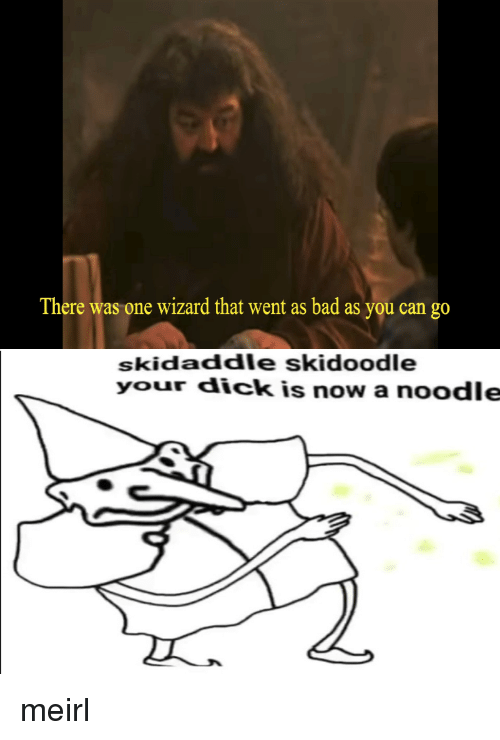 There was one wizard that went as bad as you can go
skidaddle skidoodle
your dick is now a noodle
meirl